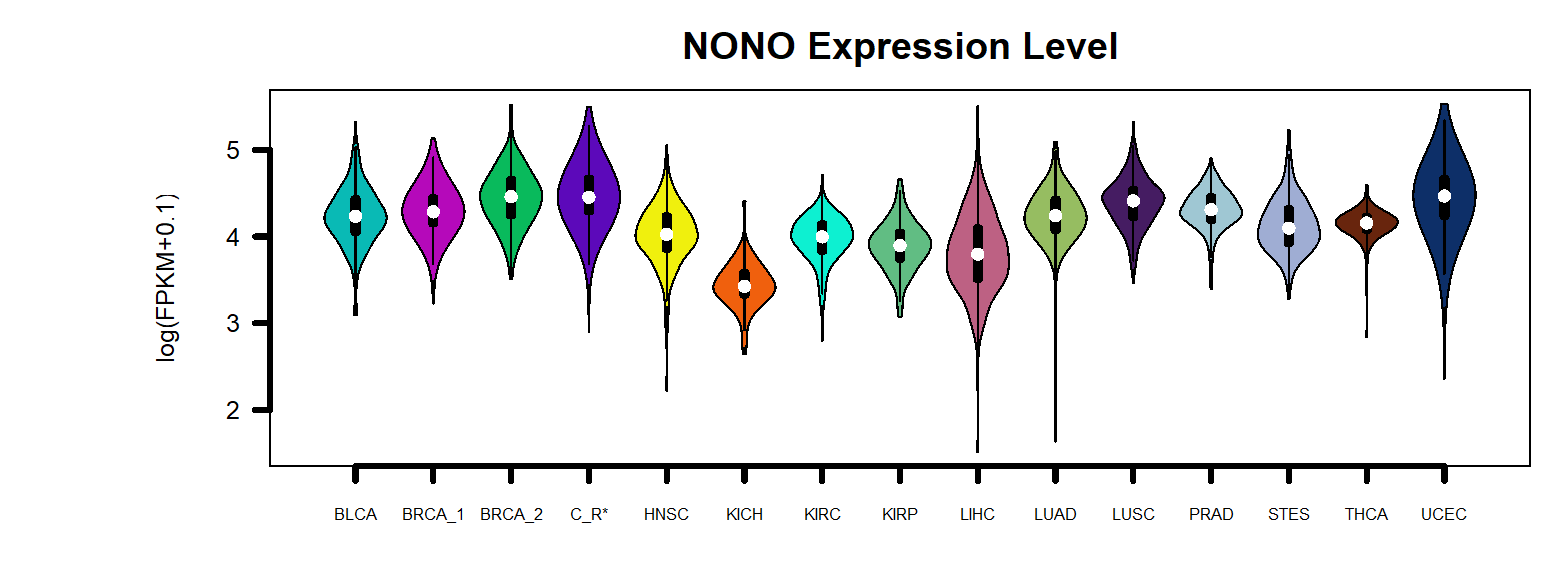 NONO Expression Level
log(FPKM+0.1)
5
4
3
2
BLCA BRCA_1 BRCA_2 C_R* HNSC KICH KIRC KIRP LIHC LUAD LUSC PRAD STES THCA UCEC